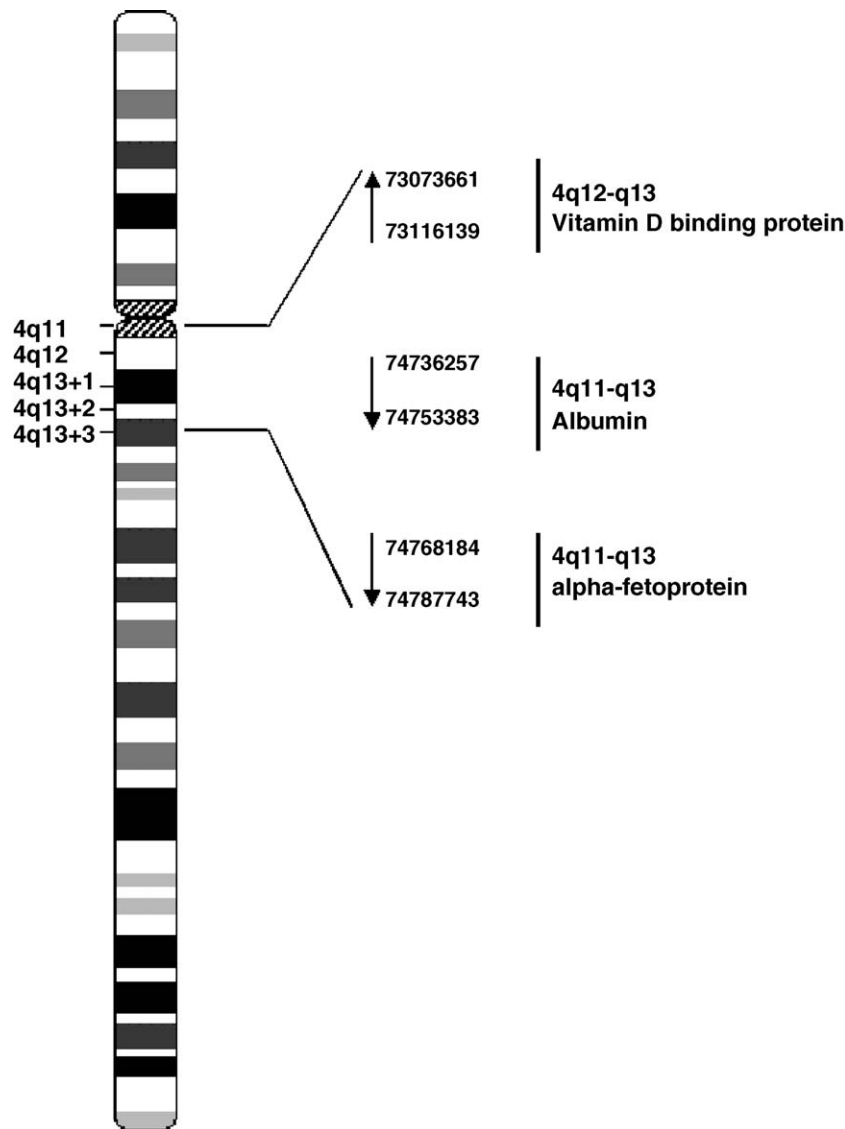 4q11
4q12
4q13+1
4q13+2
4q13+3
73073661
73116139
4q12-q13
Vitamin D binding protein
74736257
74753383
4q11-q13
Albumin
74768184
74787743
4q11-q13
alpha-fetoprotein